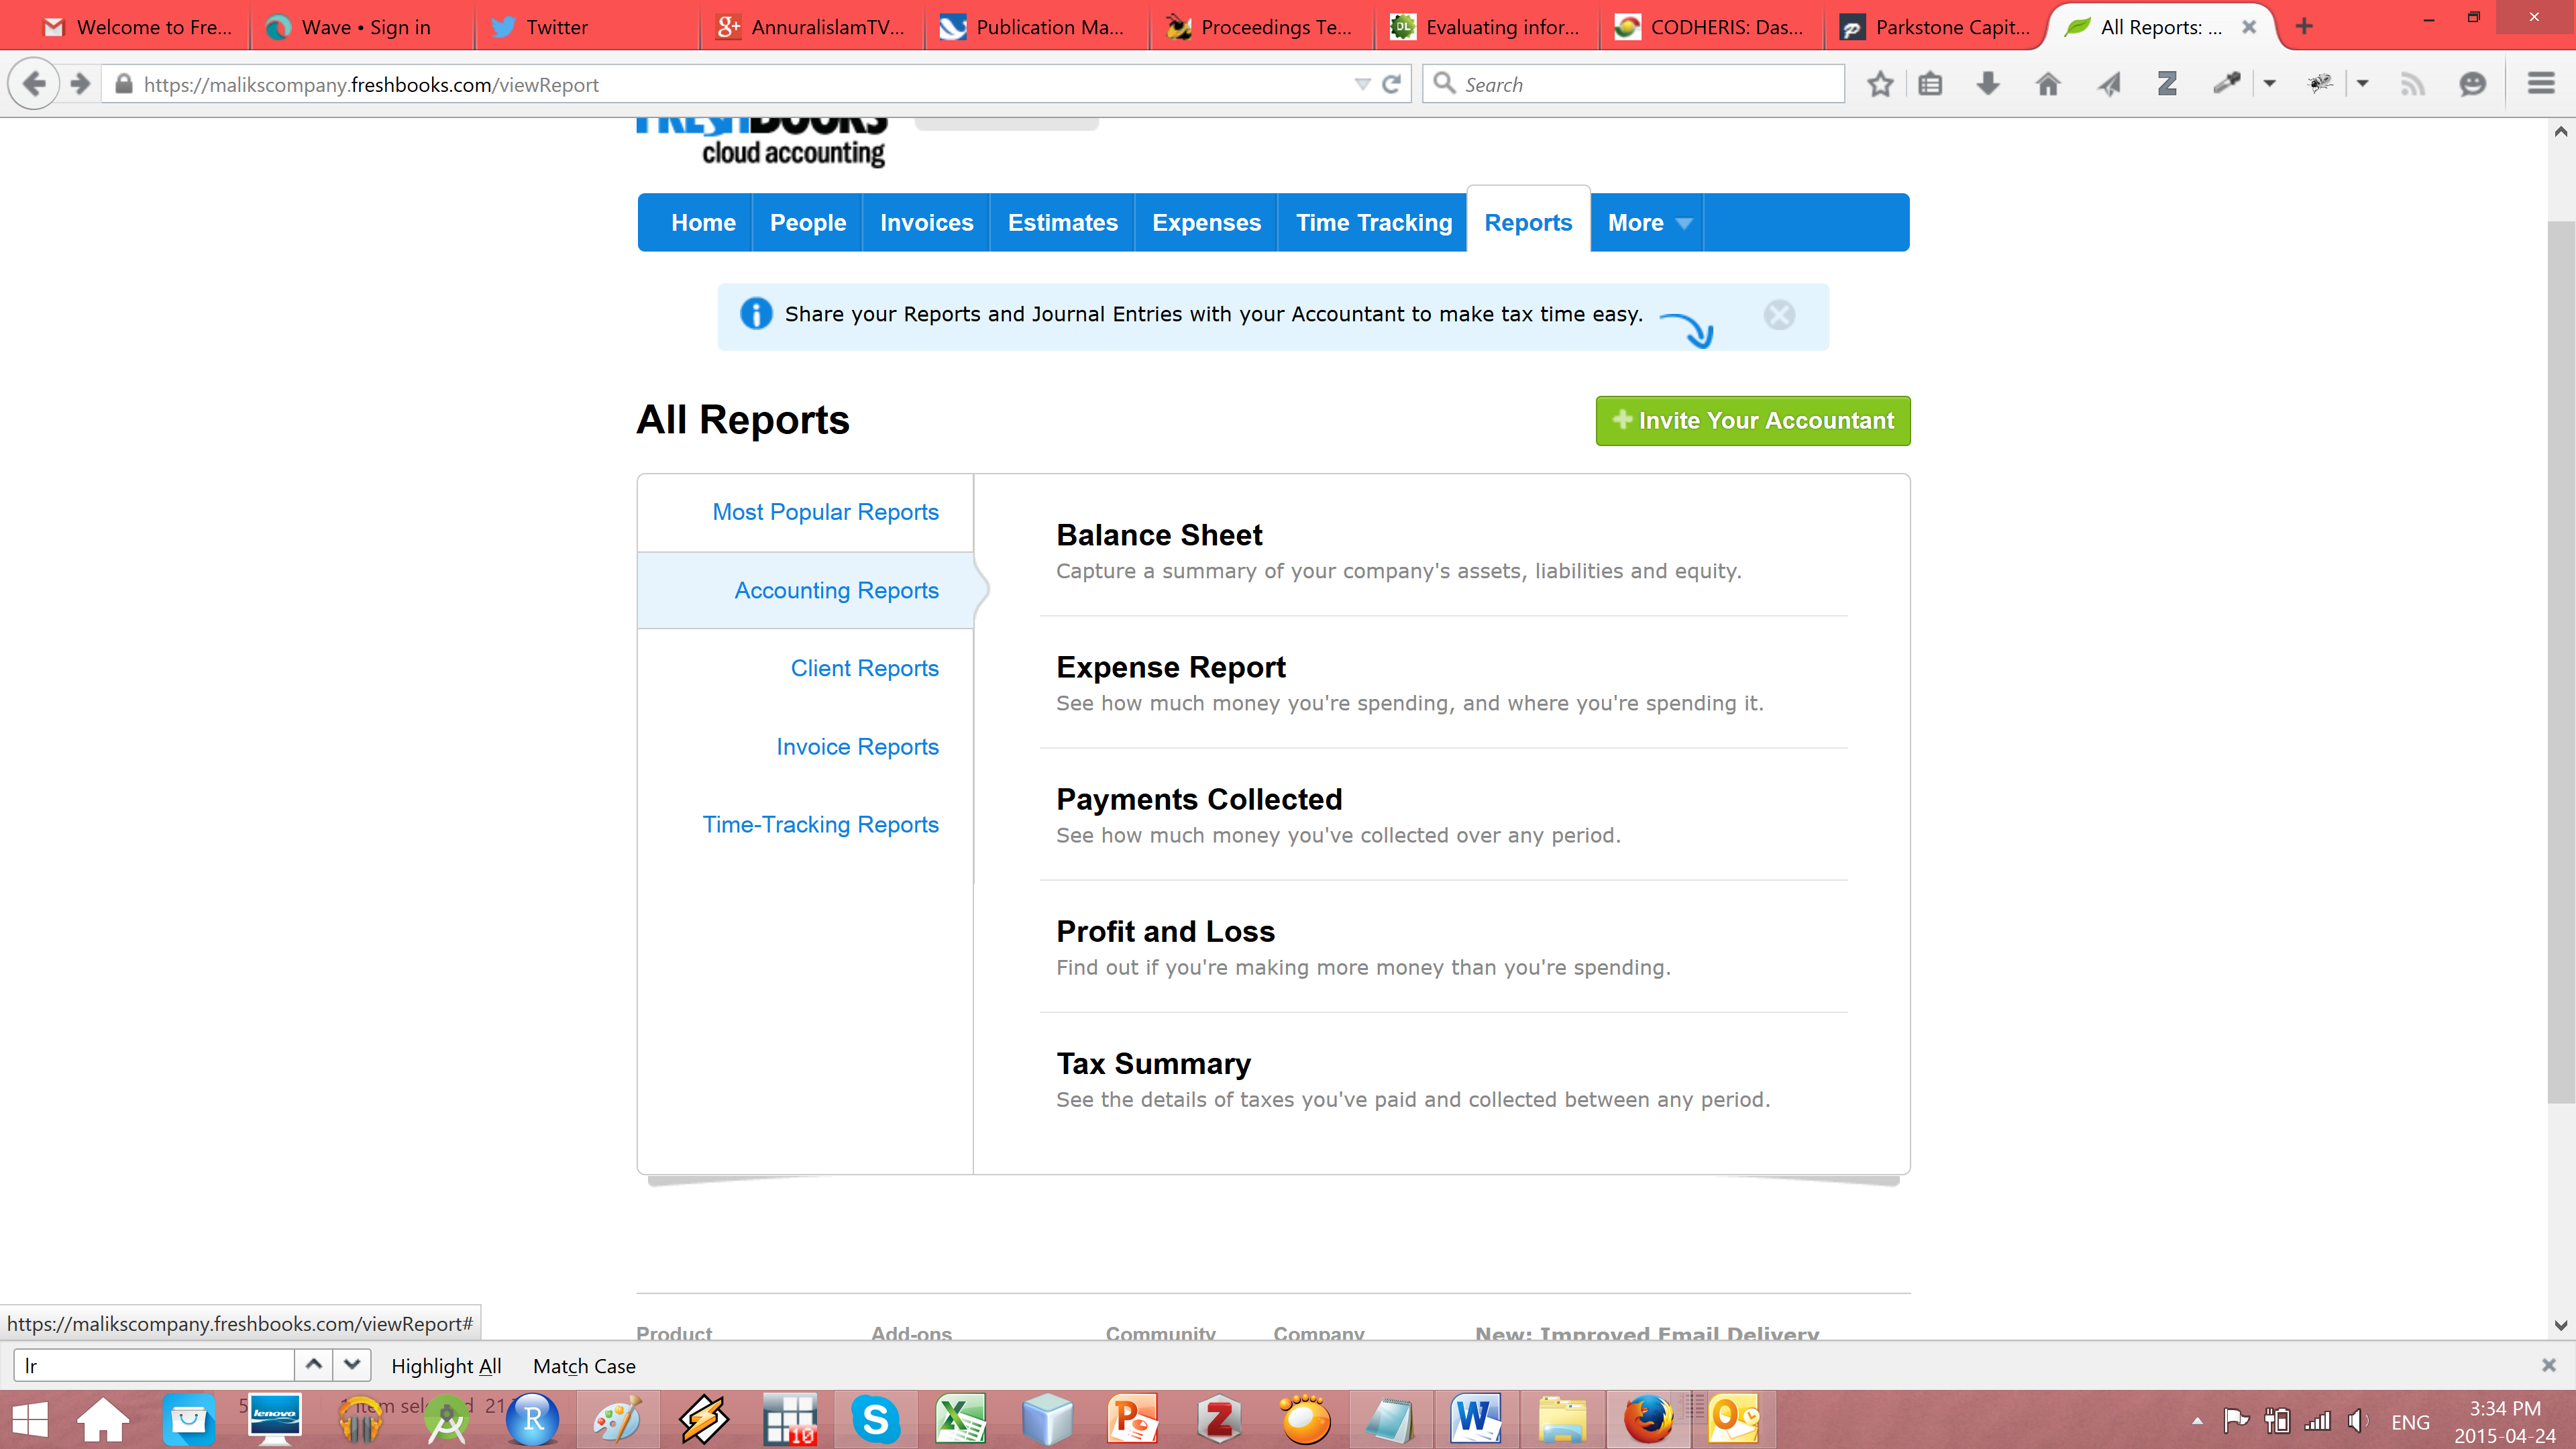 Welcome to Fre...
Wave • Sign in
Twitter
AnnuralislamTV...
Publication Ma...
Proceedings Te...
Evaluating infor...
CODHERIS: Das...
Parkstone Capit...
All Reports: ...
https://malikscompany.freshbooks.com/viewReport
Search
FRESHBOOKS
cloud accounting
Home
People
Invoices
Estimates
Expenses
Time Tracking
Reports
More
Share your Reports and Journal Entries with your Accountant to make tax time easy.
All Reports
Invite Your Accountant
Most Popular Reports
Accounting Reports
Client Reports
Invoice Reports
Time-Tracking Reports
Balance Sheet
Capture a summary of your company's assets, liabilities and equity.
Expense Report
See how much money you're spending, and where you're spending it.
Payments Collected
See how much money you've collected over any period.
Profit and Loss
Find out if you're making more money than you're spending.
Tax Summary
See the details of taxes you've paid and collected between any period.
Product
Add-ons
Community
Company
New: Improved Email Delivery
https://malikscompany.freshbooks.com/viewReport#
lr
Highlight All
Match Case
lenovo
10
ENG
3:34 PM
2015-04-24